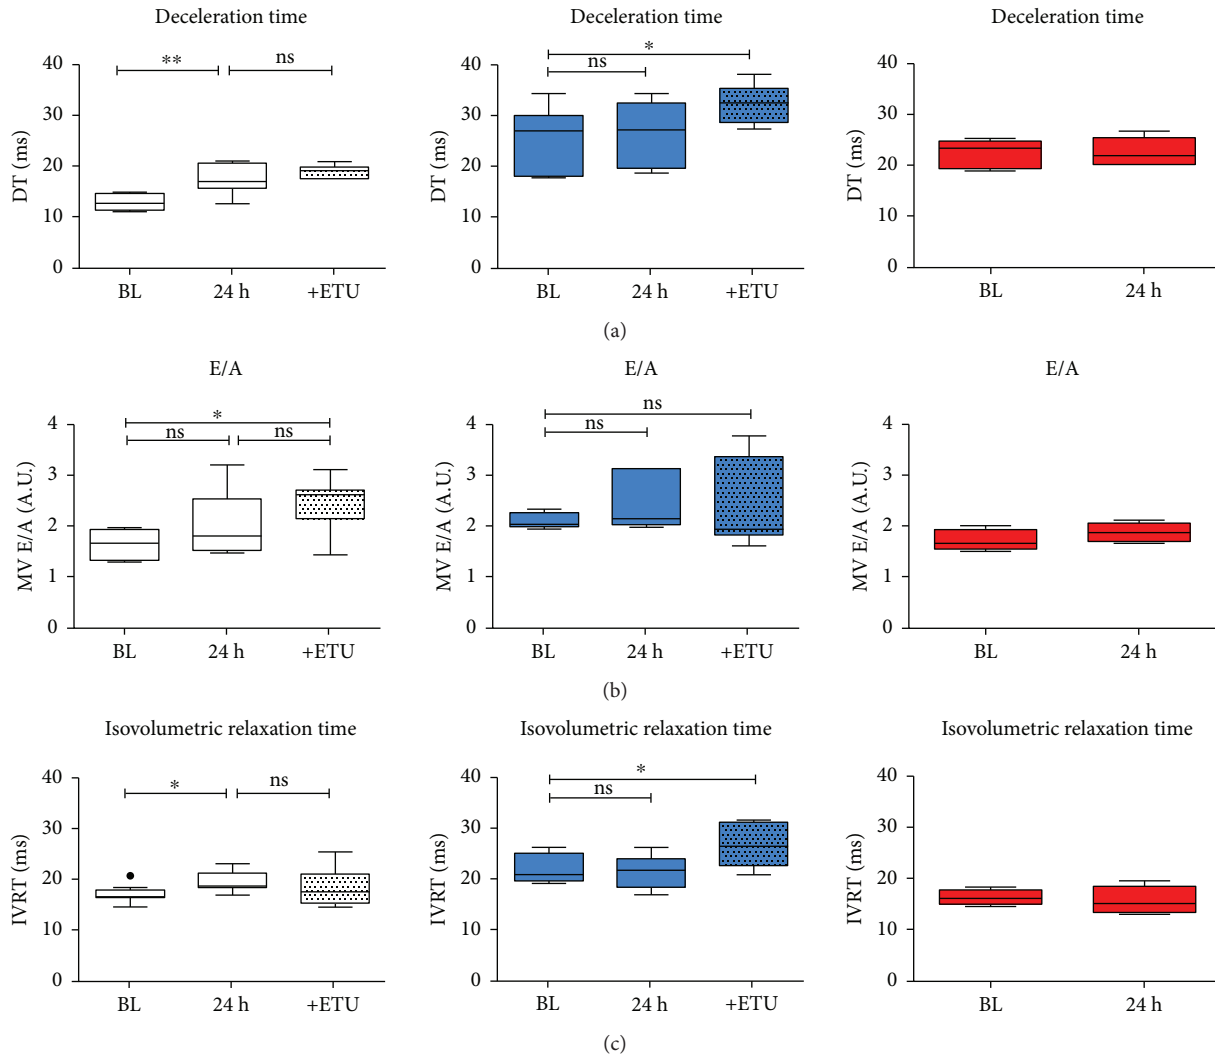 Deceleration time Deceleration time Deceleration time
** ns
* ns
DT (ms) 40 30 20 10 0
DT (ms) 40 30 20 10 0
DT (ms) 40 30 20 10 0
BL 24 h +ETU BL 24 h +ETU BL 24 h
(a)
E/A E/A E/A
* ns ns
ns ns
MV E/A (A.U.) 4 3 2 1 0
MV E/A (A.U.) 4 3 2 1 0
MV E/A (A.U.) 4 3 2 1 0
BL 24 h +ETU BL 24 h +ETU BL 24 h
(b)
Isovolumetric relaxation time Isovolumetric relaxation time Isovolumetric relaxation time
* ns
* ns
IVRT (ms) 40 30 20 10 0
IVRT (ms) 40 30 20 10 0
IVRT (ms) 40 30 20 10 0
BL 24 h +ETU BL 24 h +ETU BL 24 h
(c)